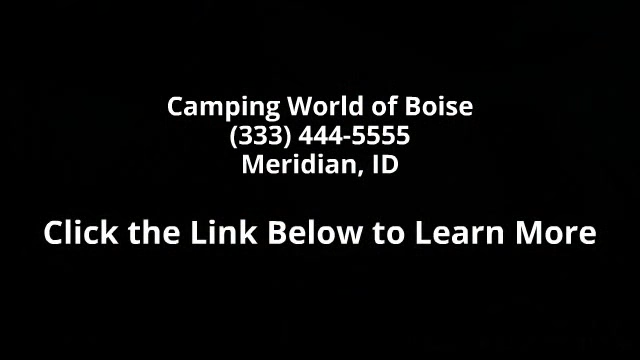 Camping World of Boise
(333) 444-5555
Meridian, ID
Click the Link Below to Learn More